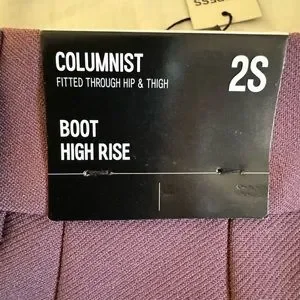 COLUMNIST
2S
FITTED THROUGH HIP & THIGH
BOOT
HIGH RISE